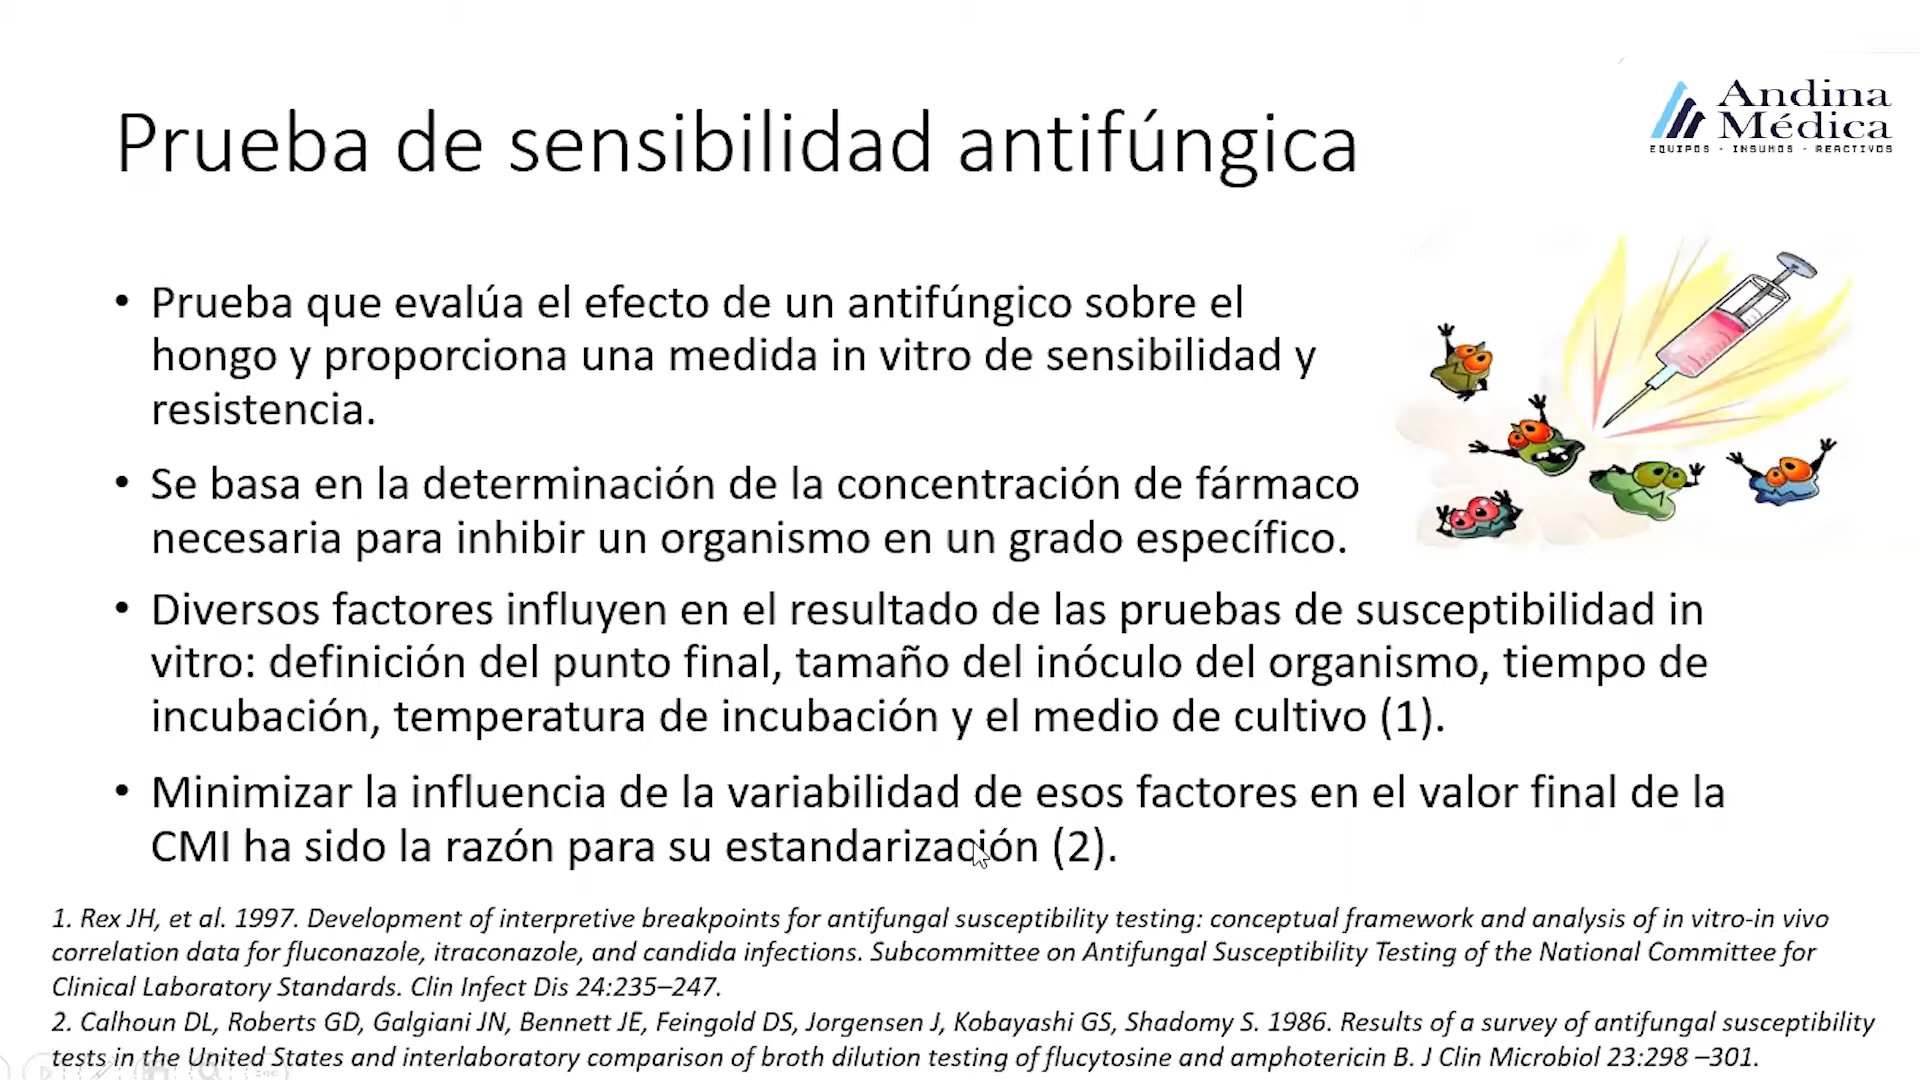 Andina
Médica
EQUIPOS - INSUMOS - REACTIVOS
Prueba de sensibilidad antifúngica
• Prueba que evalúa el efecto de un antifúngico sobre el
hongo y proporciona una medida in vitro de sensibilidad y
resistencia.
• Se basa en la determinación de la concentración de fármaco
necesaria para inhibir un organismo en un grado específico.
• Diversos factores influyen en el resultado de las pruebas de susceptibilidad in
vitro: definición del punto final, tamaño del inóculo del organismo, tiempo de
incubación, temperatura de incubación y el medio de cultivo (1).
• Minimizar la influencia de la variabilidad de esos factores en el valor final de la
CMI ha sido la razón para su estandarización (2).
1. Rex JH, et al. 1997. Development of interpretive breakpoints for antifungal susceptibility testing: conceptual framework and analysis of in vitro-in vivo
correlation data for fluconazole, itraconazole, and candida infections. Subcommittee on Antifungal Susceptibility Testing of the National Committee for
Clinical Laboratory Standards. Clin Infect Dis 24:235–247.
2. Calhoun DL, Roberts GD, Galgiani JN, Bennett JE, Feingold DS, Jorgensen J, Kobayashi GS, Shadomy S. 1986. Results of a survey of antifungal susceptibility
tests in the United States and interlaboratory comparison of broth dilution testing of flucytosine and amphotericin B. J Clin Microbiol 23:298 –301.